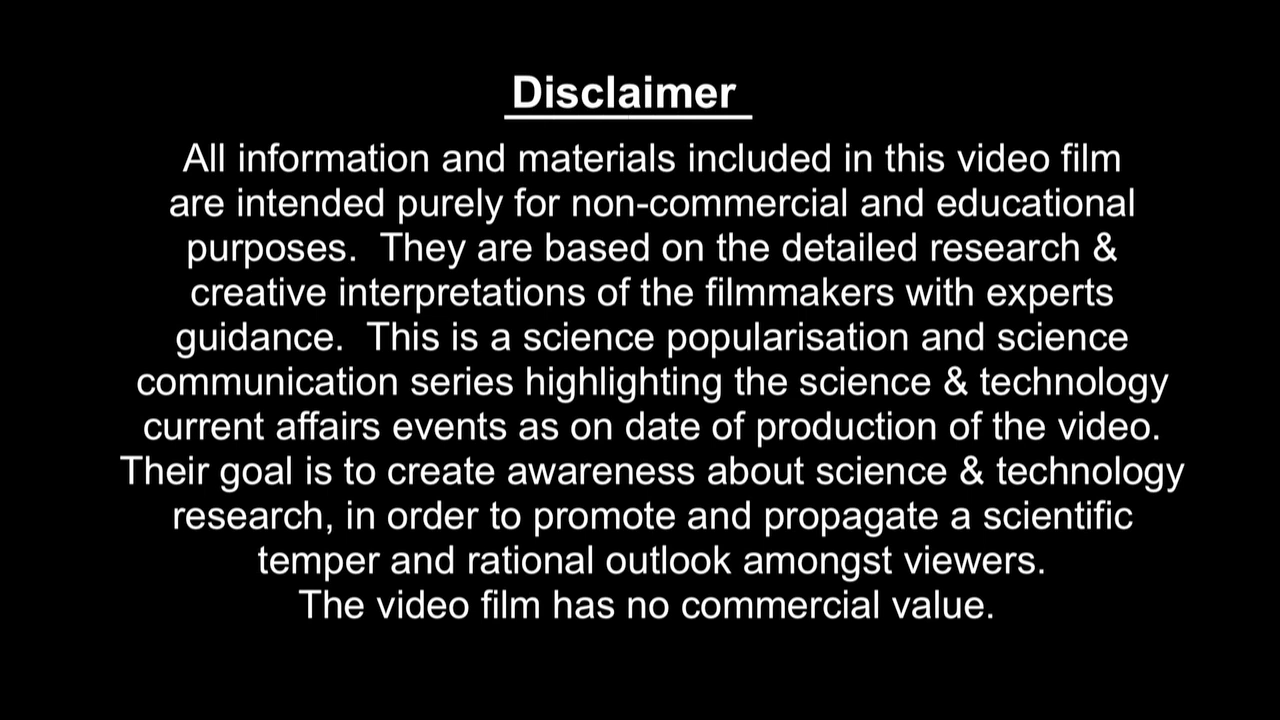 Disclaimer
All information and materials included in this video film
are intended purely for non-commercial and educational
purposes.  They are based on the detailed research &
creative interpretations of the filmmakers with experts
guidance.  This is a science popularisation and science
communication series highlighting the science & technology
current affairs events as on date of production of the video.
Their goal is to create awareness about science & technology
research, in order to promote and propagate a scientific
temper and rational outlook amongst viewers.
The video film has no commercial value.